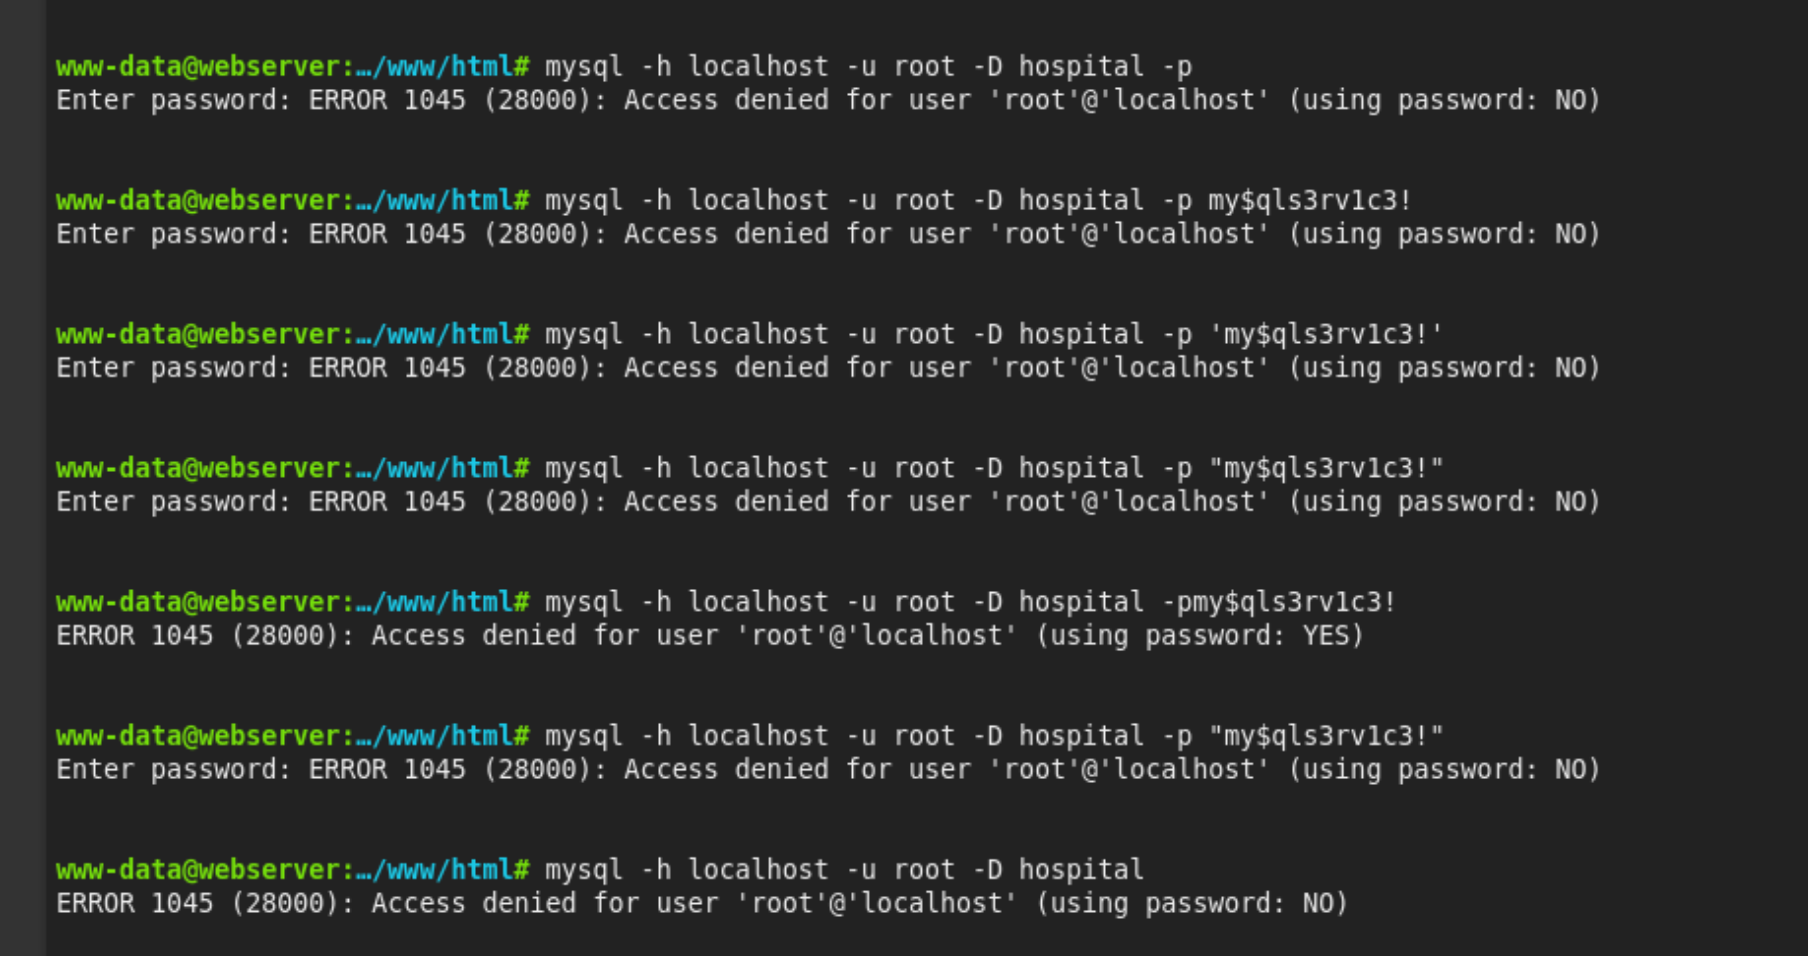 www-data@webserver:…/www/html# mysql -h localhost -u root -D hospital -p
Enter password: ERROR 1045 (28000): Access denied for user 'root'@'localhost' (using password: NO)
www-data@webserver:…/www/html# mysql -h localhost -u root -D hospital -p my$qls3rv1c3!
Enter password: ERROR 1045 (28000): Access denied for user 'root'@'localhost' (using password: NO)
www-data@webserver:…/www/html# mysql -h localhost -u root -D hospital -p 'my$qls3rv1c3!'
Enter password: ERROR 1045 (28000): Access denied for user 'root'@'localhost' (using password: NO)
www-data@webserver:…/www/html# mysql -h localhost -u root -D hospital -p "my$qls3rv1c3!"
Enter password: ERROR 1045 (28000): Access denied for user 'root'@'localhost' (using password: NO)
www-data@webserver:…/www/html# mysql -h localhost -u root -D hospital -pmy$qls3rv1c3!
ERROR 1045 (28000): Access denied for user 'root'@'localhost' (using password: YES)
www-data@webserver:…/www/html# mysql -h localhost -u root -D hospital -p "my$qls3rv1c3!"
Enter password: ERROR 1045 (28000): Access denied for user 'root'@'localhost' (using password: NO)
www-data@webserver:…/www/html# mysql -h localhost -u root -D hospital
ERROR 1045 (28000): Access denied for user 'root'@'localhost' (using password: NO)